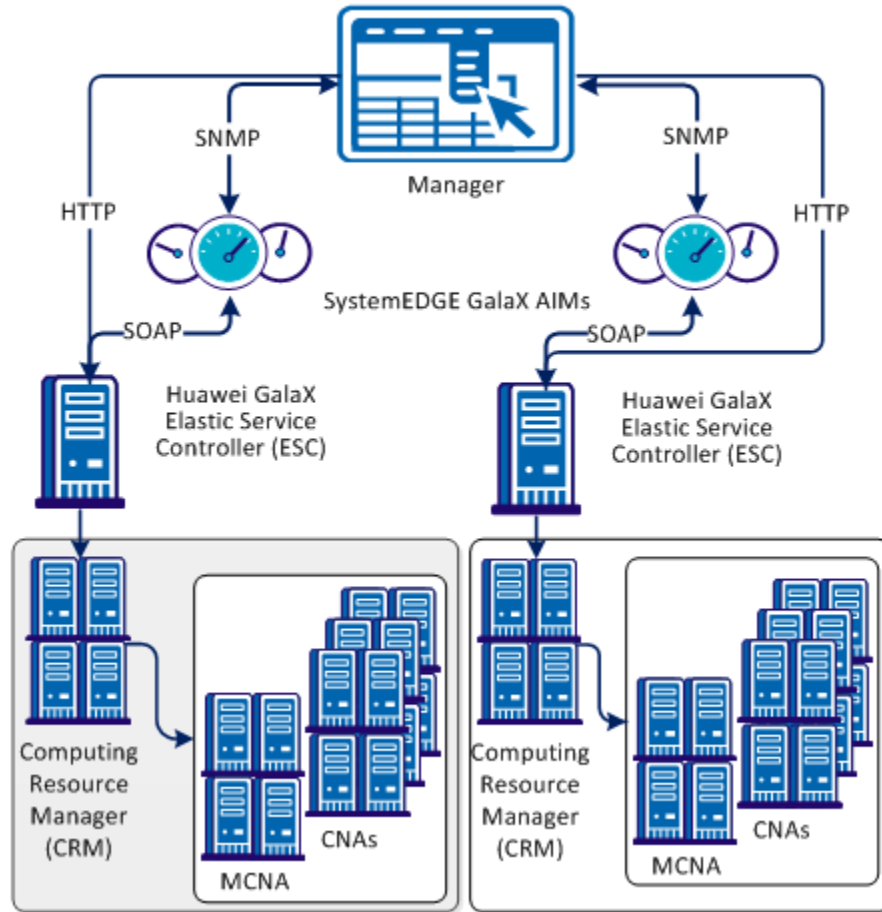 Manager
SNMP
SNMP
HTTP
HTTP
SystemEDGE GalaX AIMs
SOAP
SOAP
Huawei GalaX
Elastic Service
Controller (ESC)
Huawei GalaX
Elastic Service
Controller (ESC)
Computing
Resource
Manager
(CRM)
MCNA
CNAs
Computing
Resource
Manager
(CRM)
MCNA
CNAs